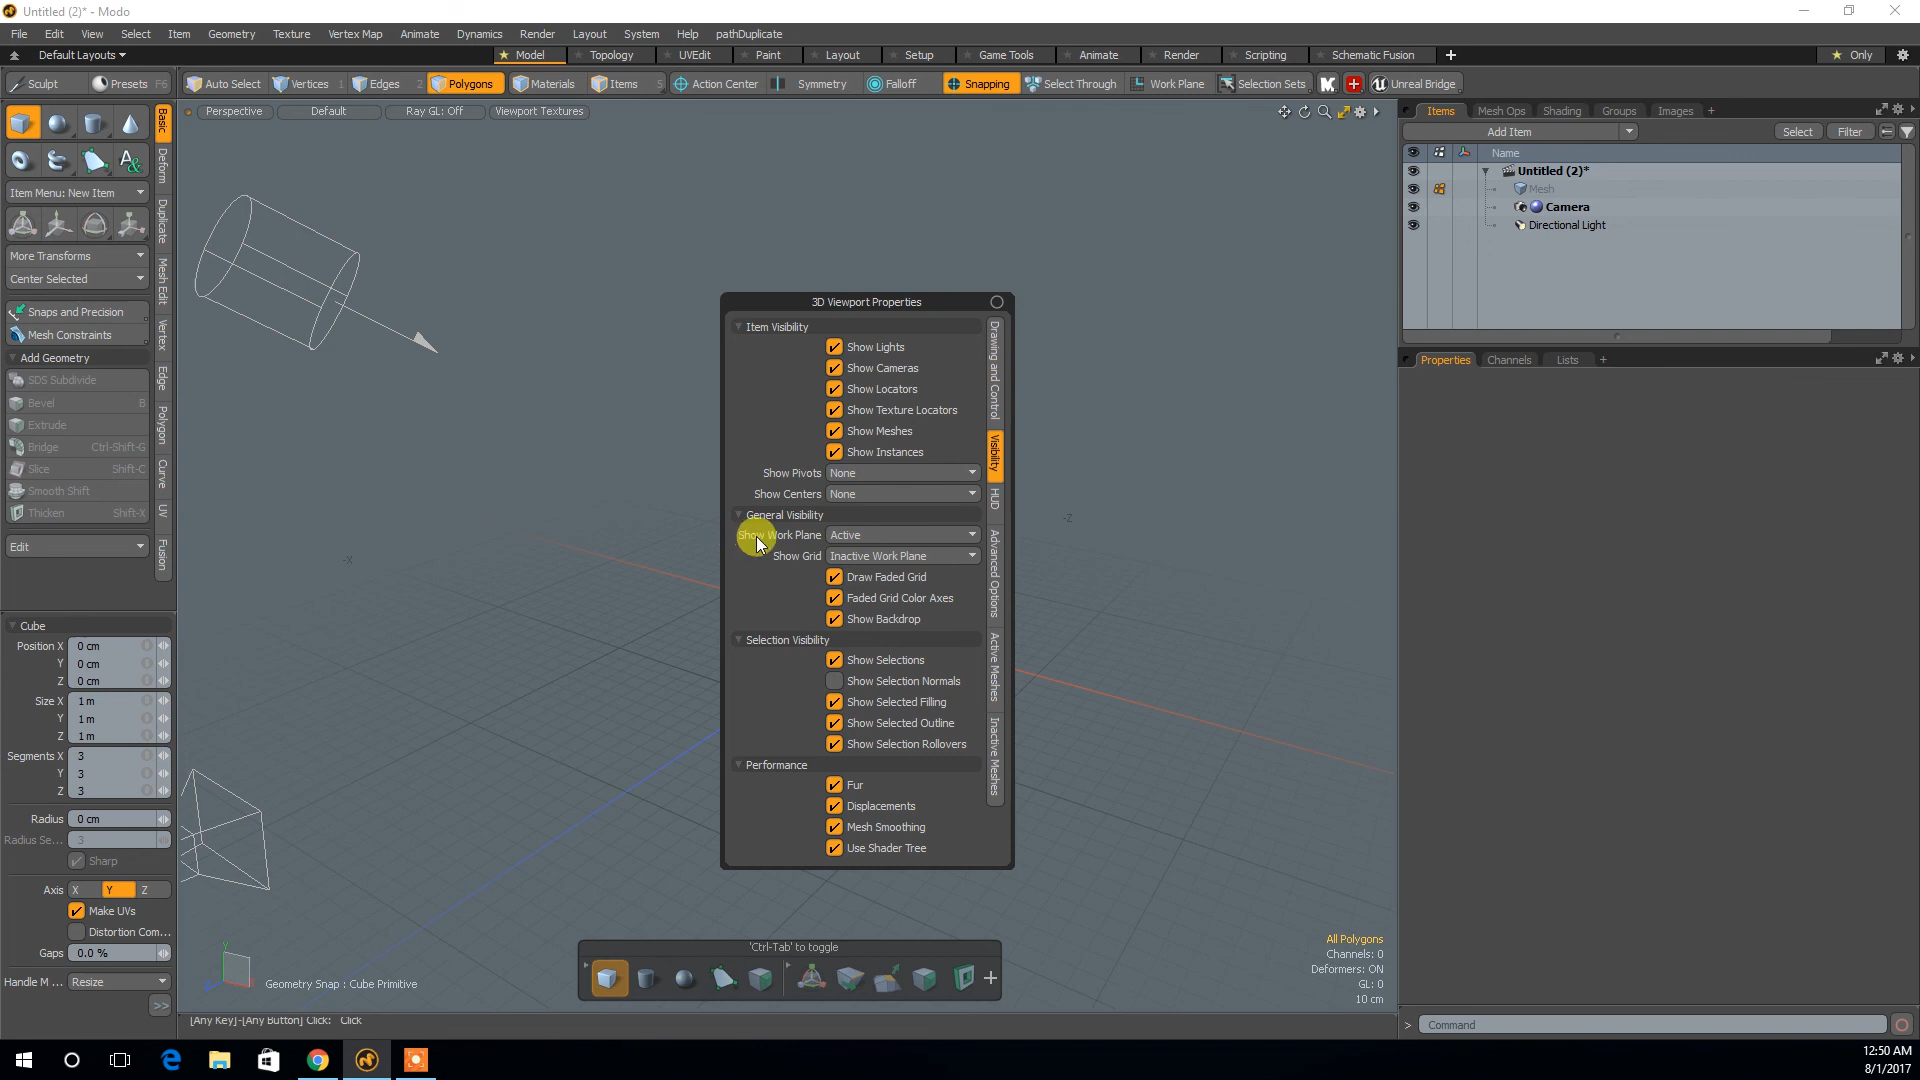 Untitled (2)* - Modo
File Edit View Select Item Geometry Texture Vertex Map Animate Dynamics Render Layout System Help pathDuplicate
Default Layouts Model Topology UVEdit Paint Layout Setup Game Tools Animate Render Scripting Schematic Fusion Only
Sculpt Presets F6 Auto Select Vertices 1 Edges 2 Polygons Materials Items 5 Action Center Symmetry Falloff Snapping Select Through Work Plane Selection Sets Unreal Bridge
Perspective Default Ray GL: Off Viewport Textures
Items Mesh Ops Shading Groups Images
Add Item Select Filter
Name
Untitled (2)*
Mesh
Camera
Directional Light
Properties Channels Lists
Basic
Deform
Duplicate
Mesh Edit
Vertex
Edge
Polygon
Curve
UV
Fusion
Item Menu: New Item
More Transforms
Center Selected
Snaps and Precision
Mesh Constraints
Add Geometry
SDS Subdivide
Bevel B
Extrude
Bridge Ctrl-Shift-G
Slice Shift-C
Smooth Shift
Thicken Shift-X
Edit
Cube
Position X 0 cm
Y 0 cm
Z 0 cm
Size X 1 m
Y 1 m
Z 1 m
Segments X 3
Y 3
Z 3
Radius 0 cm
Radius Se... 3
Sharp
Axis X Y Z
Make UVs
Distortion Com...
Gaps 0.0 %
Handle M ... Resize
>>
-X
-Z
3D Viewport Properties
Item Visibility
Show Lights
Show Cameras
Show Locators
Show Texture Locators
Show Meshes
Show Instances
Show Pivots None
Show Centers None
General Visibility
Show Work Plane Active
Show Grid Inactive Work Plane
Draw Faded Grid
Faded Grid Color Axes
Show Backdrop
Selection Visibility
Show Selections
Show Selection Normals
Show Selected Filling
Show Selected Outline
Show Selection Rollovers
Performance
Fur
Displacements
Mesh Smoothing
Use Shader Tree
Drawing and Control
Visibility
HUD
Advanced Options
Active Meshes
Inactive Meshes
'Ctrl-Tab' to toggle
All Polygons
Channels: 0
Deformers: ON
GL: 0
10 cm
Y
Geometry Snap : Cube Primitive
[Any Key]-[Any Button] Click: Click
> Command
12:50 AM
8/1/2017